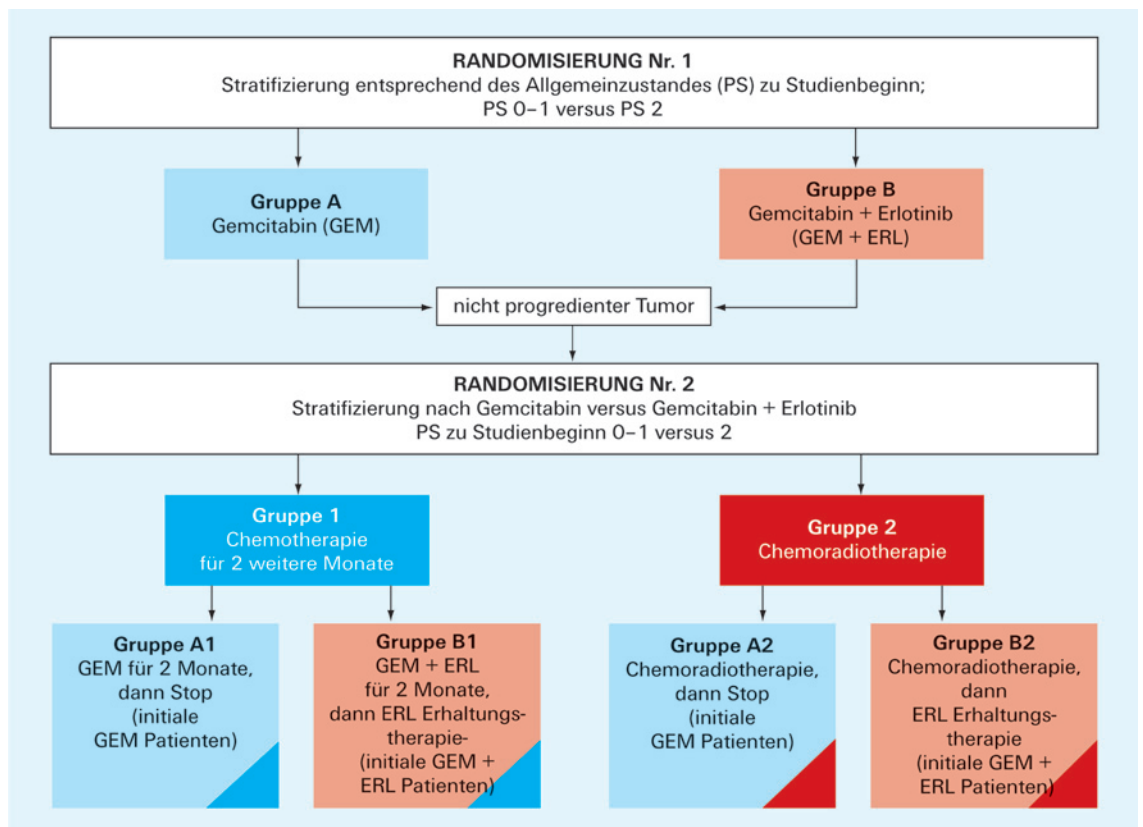 RANDOMISIERUNG Nr. 1
Stratifizierung entsprechend des Allgemeinzustandes (PS) zu Studienbeginn;
PS 0–1 versus PS 2
Gruppe A
Gemcitabin (GEM)
Gruppe B
Gemcitabin + Erlotinib
(GEM + ERL)
nicht progredienter Tumor
RANDOMISIERUNG Nr. 2
Stratifizierung nach Gemcitabin versus Gemcitabin + Erlotinib
PS zu Studienbeginn 0–1 versus 2
Gruppe 1
Chemotherapie
für 2 weitere Monate
Gruppe 2
Chemoradiotherapie
Gruppe A1
GEM für 2 Monate,
dann Stop
(initiale
GEM Patienten)
Gruppe B1
GEM + ERL
für 2 Monate,
dann ERL Erhaltungs-
therapie-
(initiale GEM +
ERL Patienten)
Gruppe A2
Chemoradiotherapie,
dann Stop
(initiale
GEM Patienten)
Gruppe B2
Chemoradiotherapie,
dann
ERL Erhaltungs-
therapie
(initiale GEM +
ERL Patienten)